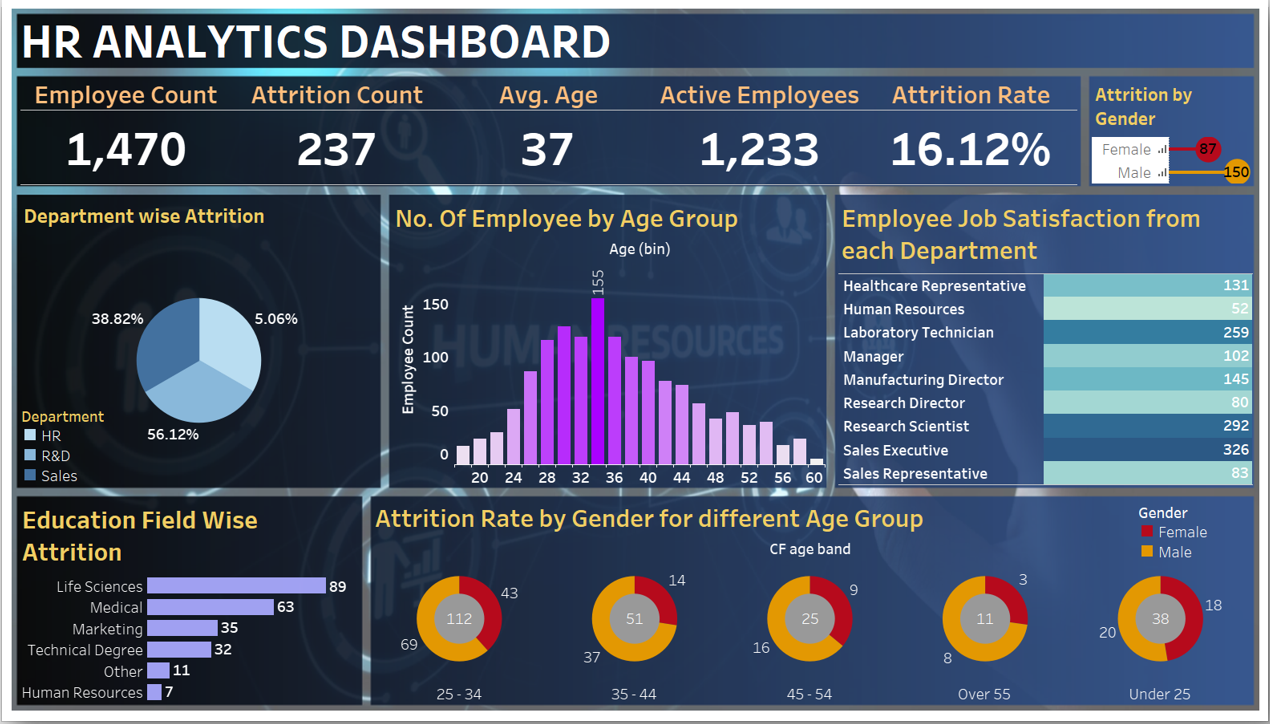 HR ANALYTICS DASHBOARD
Employee Count
1,470
Attrition Count
237
Avg. Age
37
Active Employees
1,233
Attrition Rate
16.12%
Attrition by
Gender
Female 87
Male 150
Department wise Attrition
38.82%
5.06%
56.12%
Department
HR
R&D
Sales
No. Of Employee by Age Group
Age (bin)
Employee Count
155
150
100
50
0
20 24 28 32 36 40 44 48 52 56 60
HUMAN RESOURCES
Employee Job Satisfaction from
each Department
Healthcare Representative 131
Human Resources 52
Laboratory Technician 259
Manager 102
Manufacturing Director 145
Research Director 80
Research Scientist 292
Sales Executive 326
Sales Representative 83
Education Field Wise
Attrition
Life Sciences 89
Medical 63
Marketing 35
Technical Degree 32
Other 11
Human Resources 7
Attrition Rate by Gender for different Age Group
CF age band
Gender
Female
Male
43
112
69
25 - 34
14
51
37
35 - 44
9
25
16
45 - 54
3
11
8
Over 55
18
38
20
Under 25